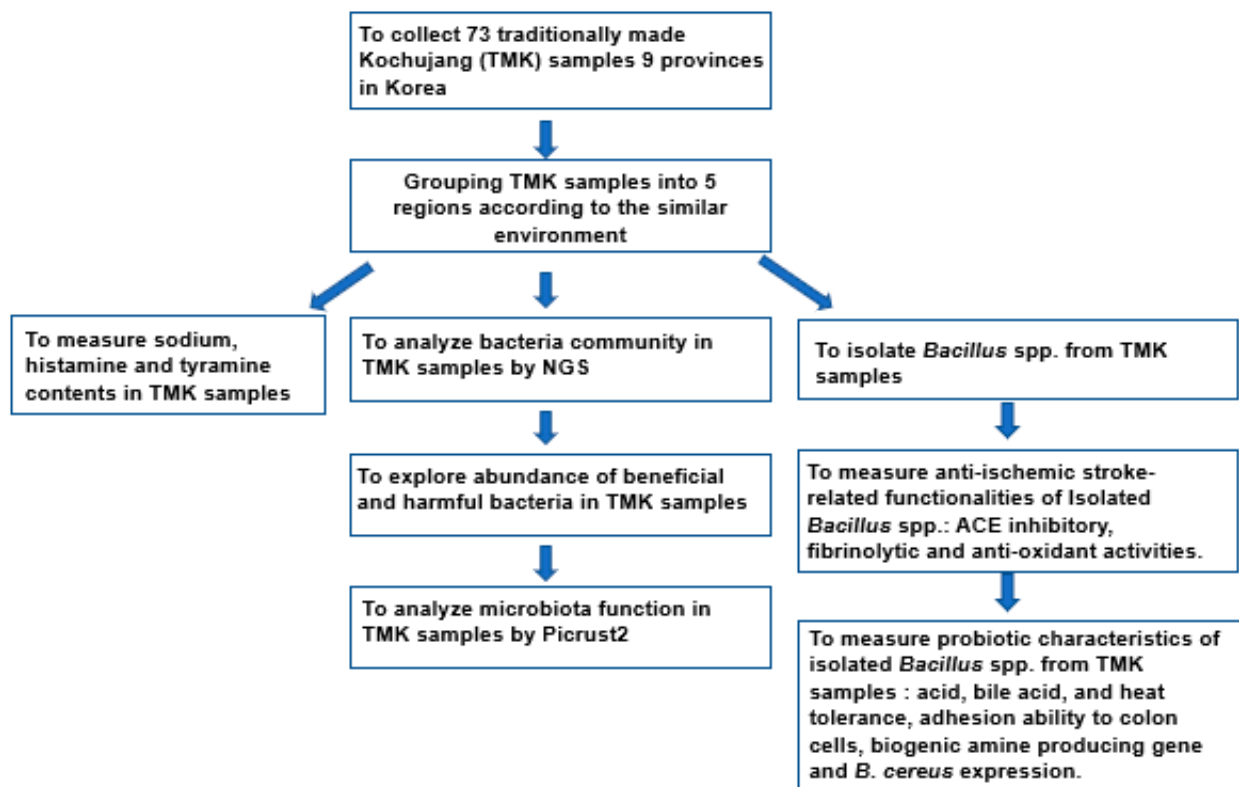 To collect 73 traditionally made
Kochujang (TMK) samples 9 provinces
in Korea
Grouping TMK samples into 5
regions according to the similar
environment
To measure sodium,
histamine and tyramine
contents in TMK samples
To analyze bacteria community in
TMK samples by NGS
To explore abundance of beneficial
and harmful bacteria in TMK samples
To analyze microbiota function in
TMK samples by Picrust2
To isolate Bacillus spp. from TMK
samples
To measure anti-ischemic stroke-
related functionalities of Isolated
Bacillus spp.: ACE inhibitory,
fibrinolytic and anti-oxidant activities.
To measure probiotic characteristics of
isolated Bacillus spp. from TMK
samples : acid, bile acid, and heat
tolerance, adhesion ability to colon
cells, biogenic amine producing gene
and B. cereus expression.